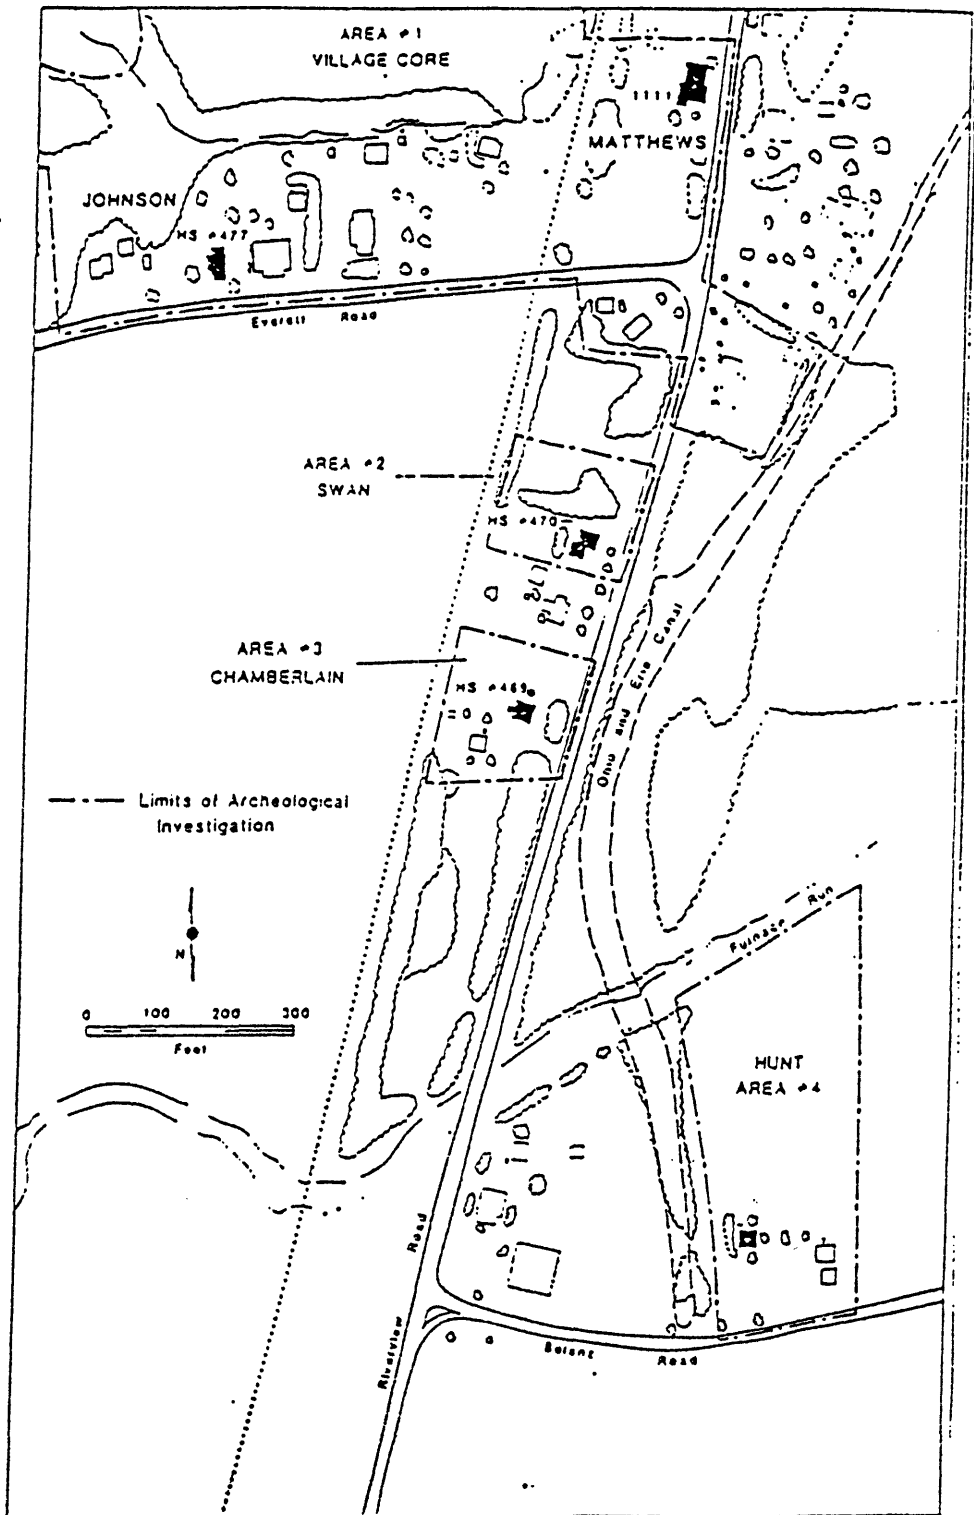 AREA #1
VILLAGE CORE
1111
MATTHEWS
JOHNSON
HS #477
Everett Road
AREA #2
SWAN
HS #470
AREA #3
CHAMBERLAIN
HS #469
Ohio and Erie Canal
Limits of Archeological
Investigation
N
0 100 200 300
Feet
Furnace Run
HUNT
AREA #4
Riverview Road
Bolanz Road